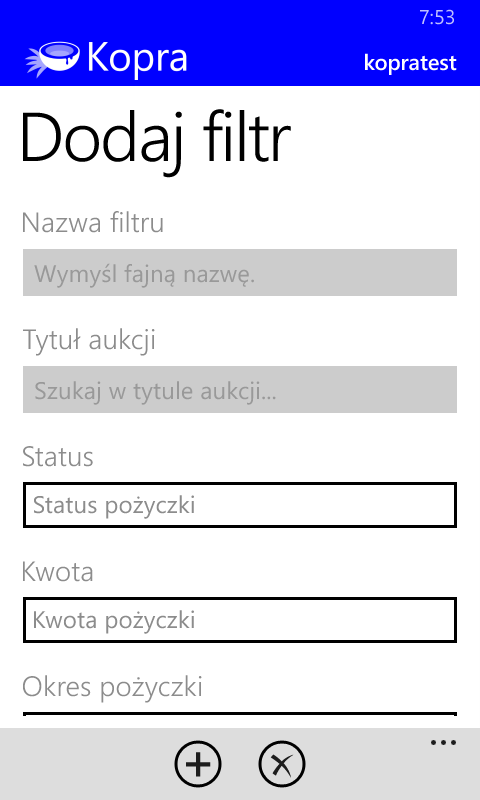 7:53
Kopra
kopratest
Dodaj filtr
Nazwa filtru
Wymyśl fajną nazwę.
Tytuł aukcji
Szukaj w tytule aukcji...
Status
Status pożyczki
Kwota
Kwota pożyczki
Okres pożyczki